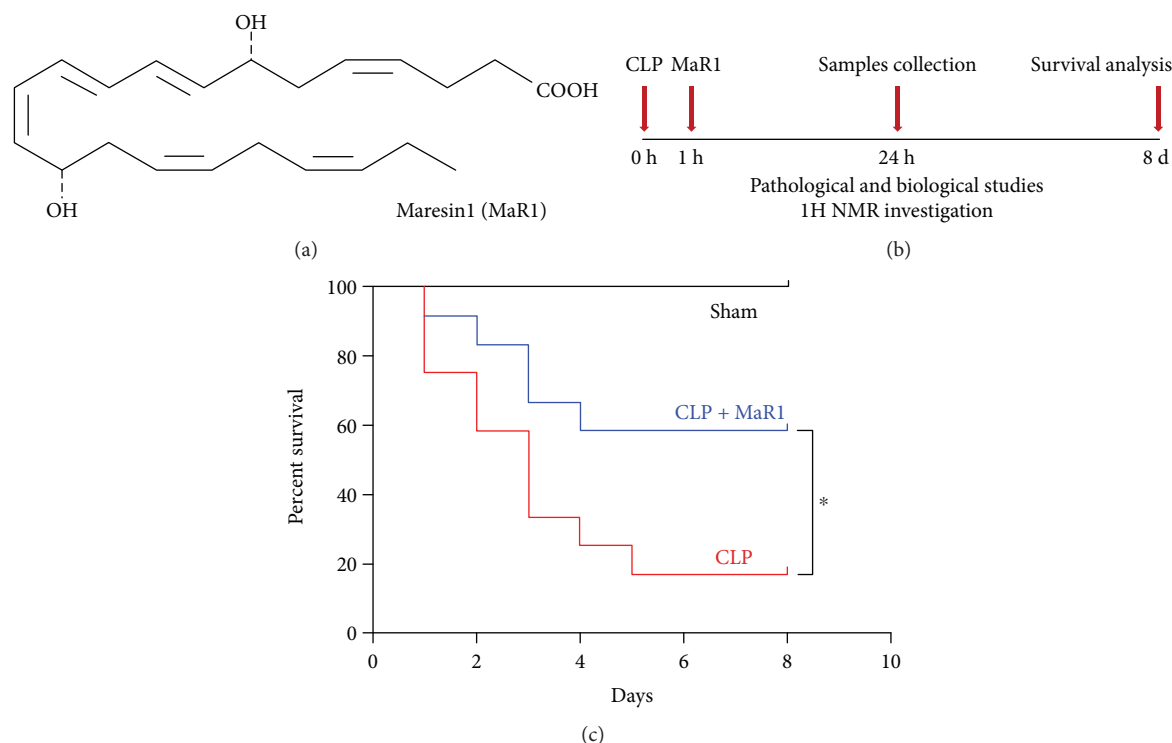 OH
COOH
OH
Maresin1 (MaR1)
(a)
CLP MaR1 Samples collection Survival analysis
0 h 1 h 24 h 8 d
Pathological and biological studies
1H NMR investigation
(b)
100
80
60
40
20
0
Percent survival
Sham
CLP + MaR1
*
CLP
0 2 4 6 8 10
Days
(c)